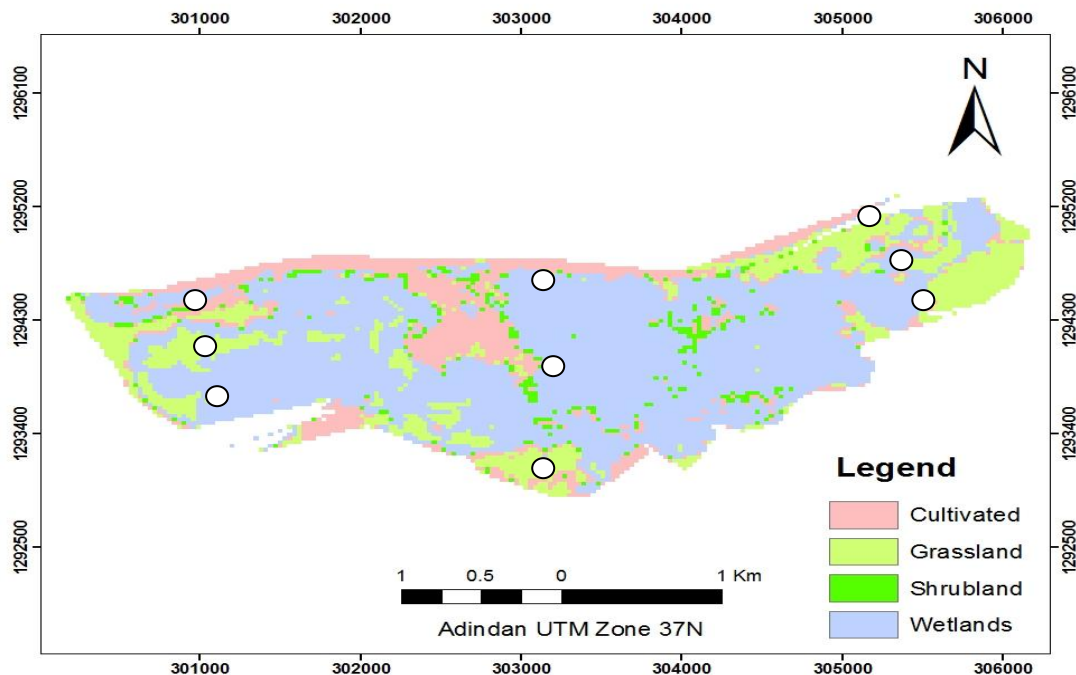 301000 302000 303000 304000 305000 306000
1296100 1296100
N
1295200 1295200
1294300 1294300
1293400 1293400
Legend
Cultivated
1292500 1292500
Grassland
1 0.5 0 1 Km
Shrubland
Adindan UTM Zone 37N
Wetlands
301000 302000 303000 304000 305000 306000